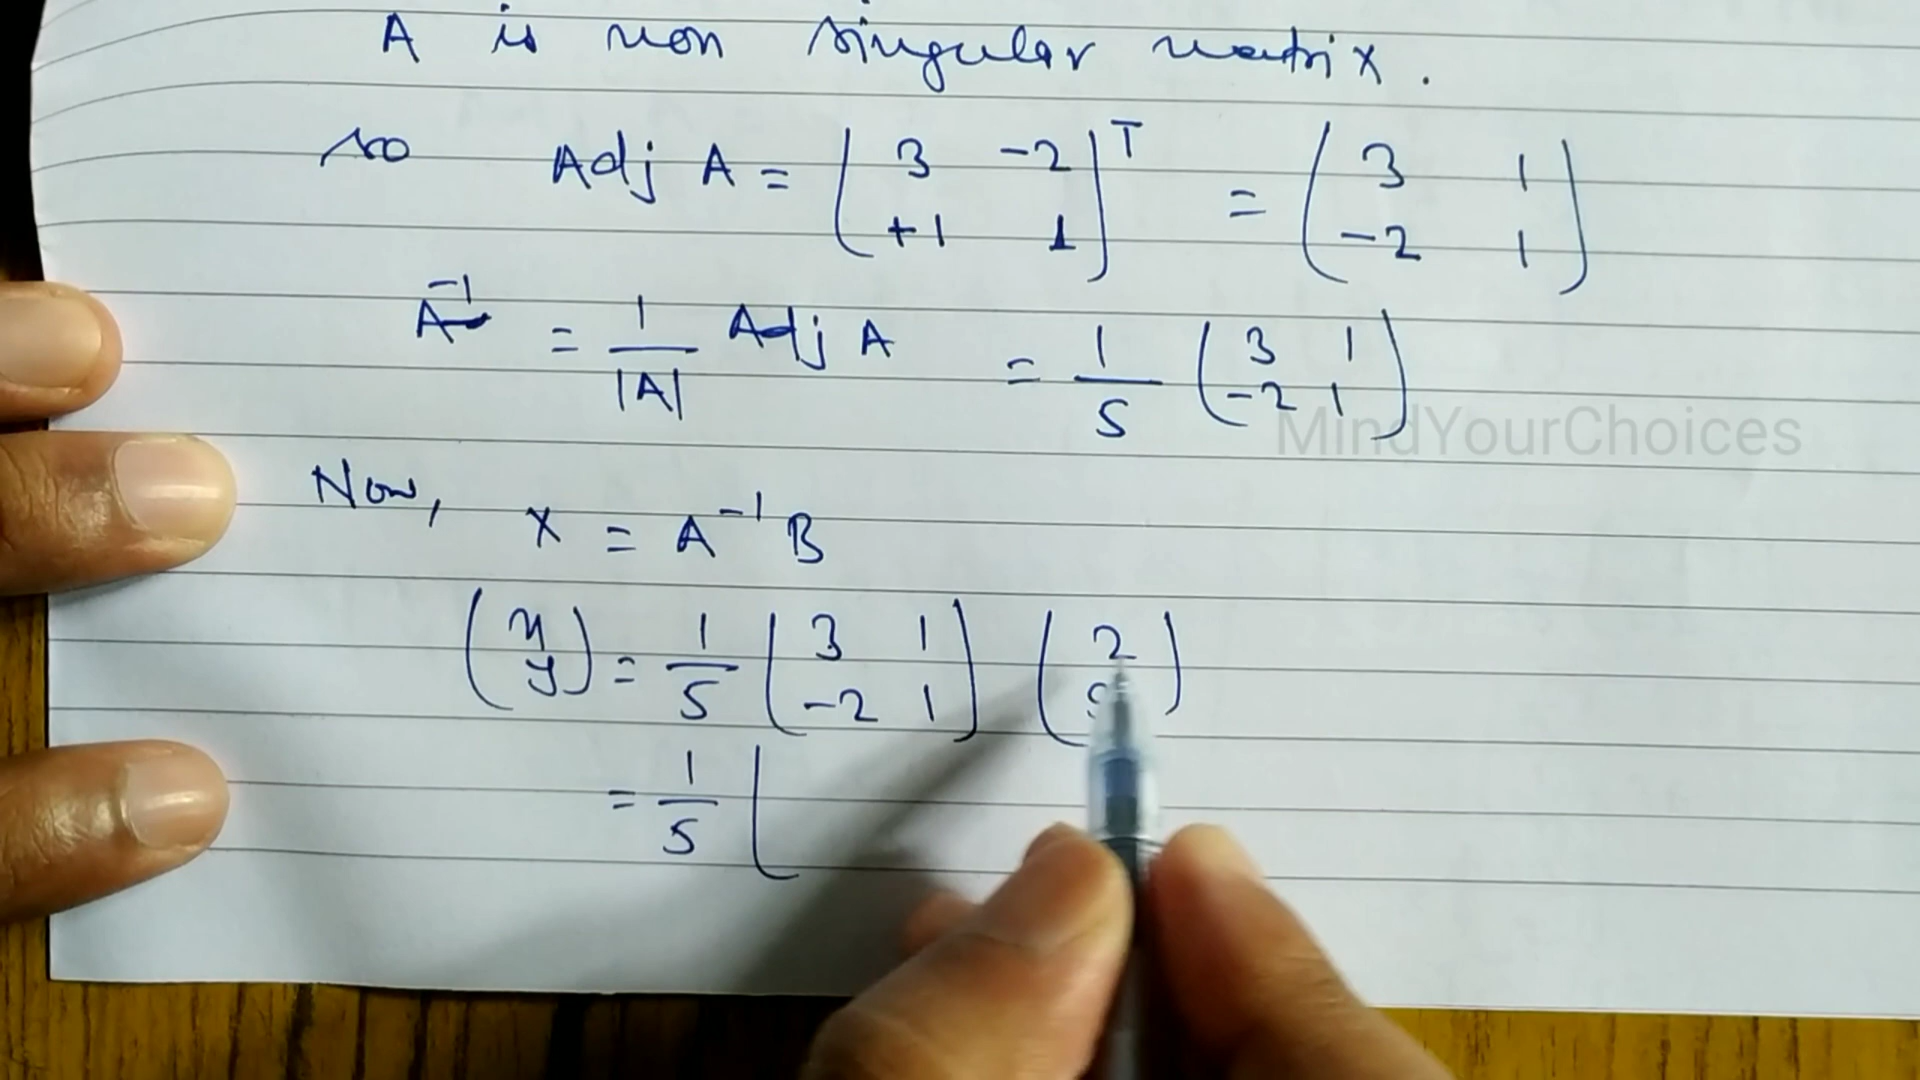 A is non singular matrix.
so Adj A = ( 3 -2 +1 1 )^T = ( 3 1 -2 1 )
A^-1 = 1/|A| Adj A = 1/5 ( 3 1 -2 1 )
MindYourChoices
Now, x = A^-1 B
( x y ) = 1/5 ( 3 1 -2 1 ) ( 2 )
= 1/5 (